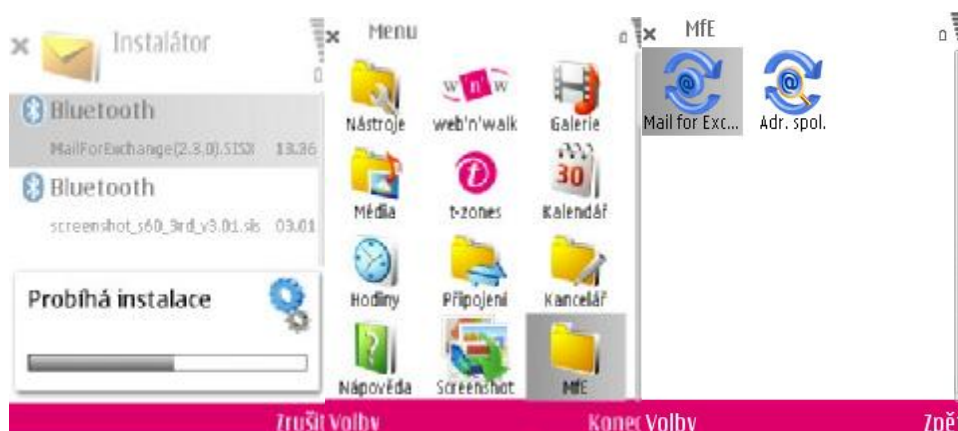 Instalátor
Bluetooth
MailForExchange(2.3.0).SISX 13.36
Bluetooth
screenshot_s60_3rd_v3.01.sis 03.01
Probíhá instalace
Zrušit
Menu
Nástroje web'n'walk Galerie
w'n'w
30
Média t-zones Kalendář
Hodiny Připojení Kancelář
Nápověda Screenshot MfE
Volby Konec
MfE
Mail for Exc... Adr. spol.
Volby Zpět